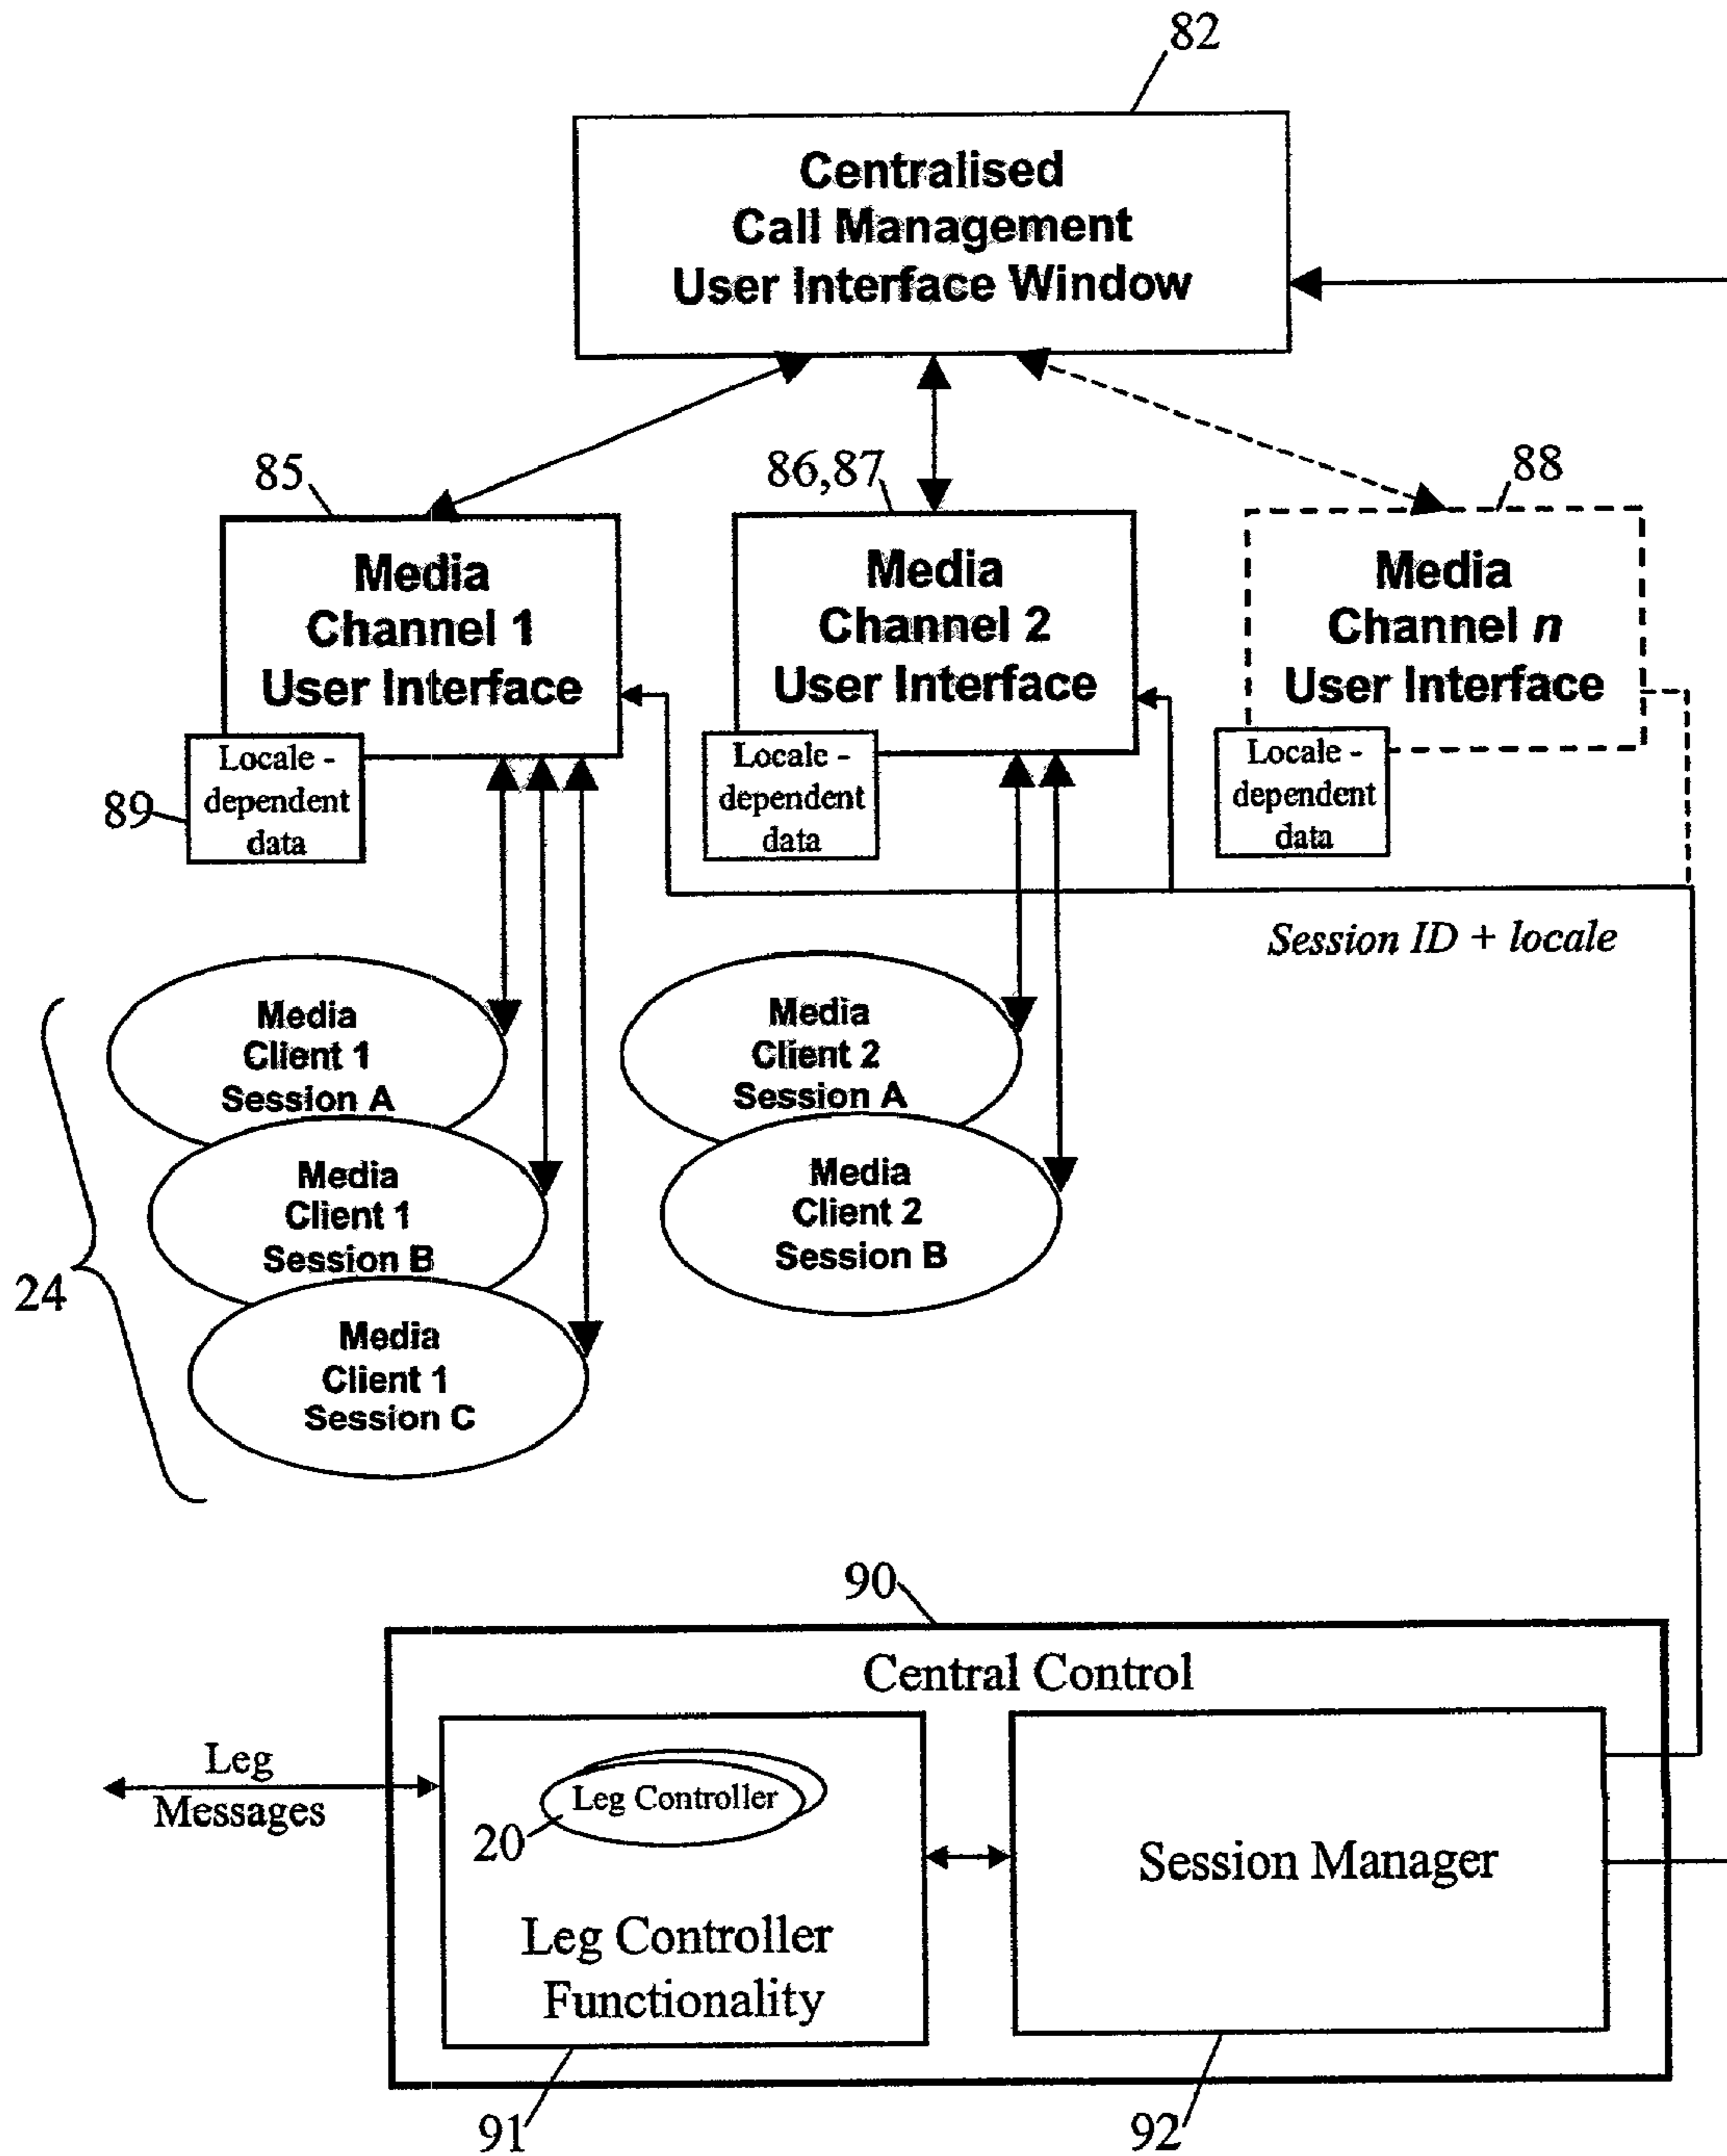 82
Centralised
Call Management
User Interface Window
85
86,87
88
Media
Channel 1
User Interface
Media
Channel 2
User Interface
Media
Channel n
User Interface
Locale -
dependent
data
89
Locale -
dependent
data
Locale -
dependent
data
Session ID + locale
Media
Client 1
Session A
Media
Client 1
Session B
Media
Client 1
Session C
24
Media
Client 2
Session A
Media
Client 2
Session B
90
Central Control
Leg
Messages
Leg Controller
20
Leg Controller
Functionality
Session Manager
91
92